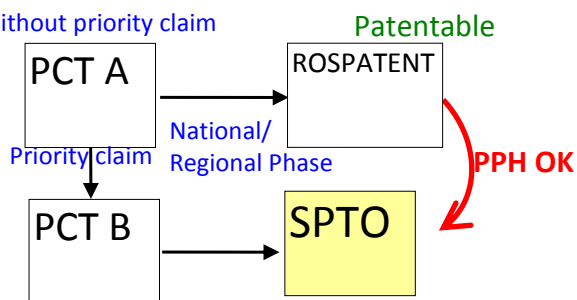 ithout priority claim
Patentable
PCT A
ROSPATENT
National/
Regional Phase
Priority claim
PPH OK
PCT B
SPTO